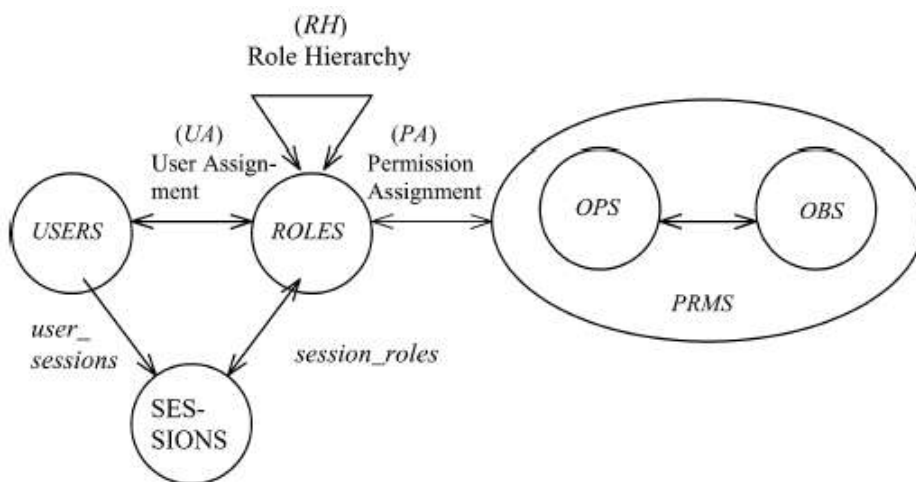 (RH)
Role Hierarchy
(UA)
User Assign-
ment
(PA)
Permission
Assignment
USERS
ROLES
OPS
OBS
PRMS
user_
sessions
session_roles
SES-
SIONS